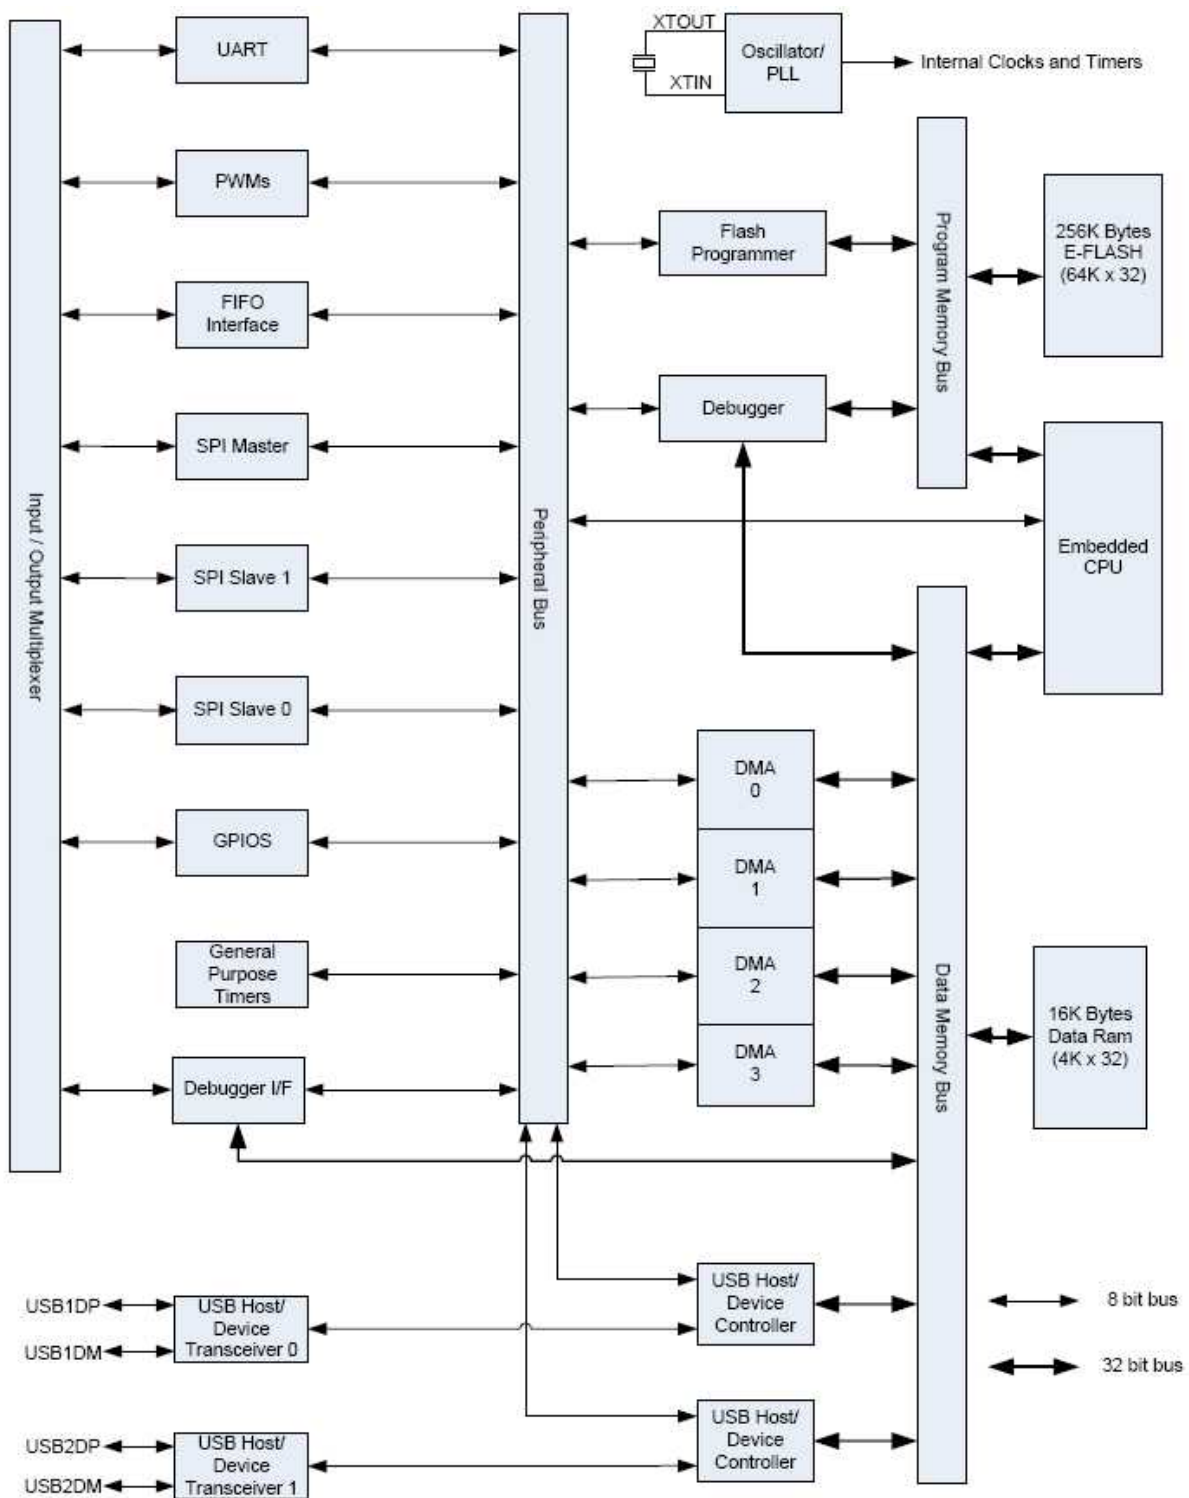 UART
PWMs
FIFO
Interface
SPI Master
SPI Slave 1
SPI Slave 0
GPIOS
General
Purpose
Timers
Debugger I/F
Input / Output Multiplexer
Peripheral Bus
XTOUT
XTIN
Oscillator/
PLL
Internal Clocks and Timers
Flash
Programmer
Debugger
Program Memory Bus
256K Bytes
E-FLASH
(64K x 32)
Embedded
CPU
DMA
0
DMA
1
DMA
2
DMA
3
Data Memory Bus
16K Bytes
Data Ram
(4K x 32)
USB1DP
USB1DM
USB Host/
Device
Transceiver 0
USB Host/
Device
Controller
USB2DP
USB2DM
USB Host/
Device
Transceiver 1
USB Host/
Device
Controller
8 bit bus
32 bit bus